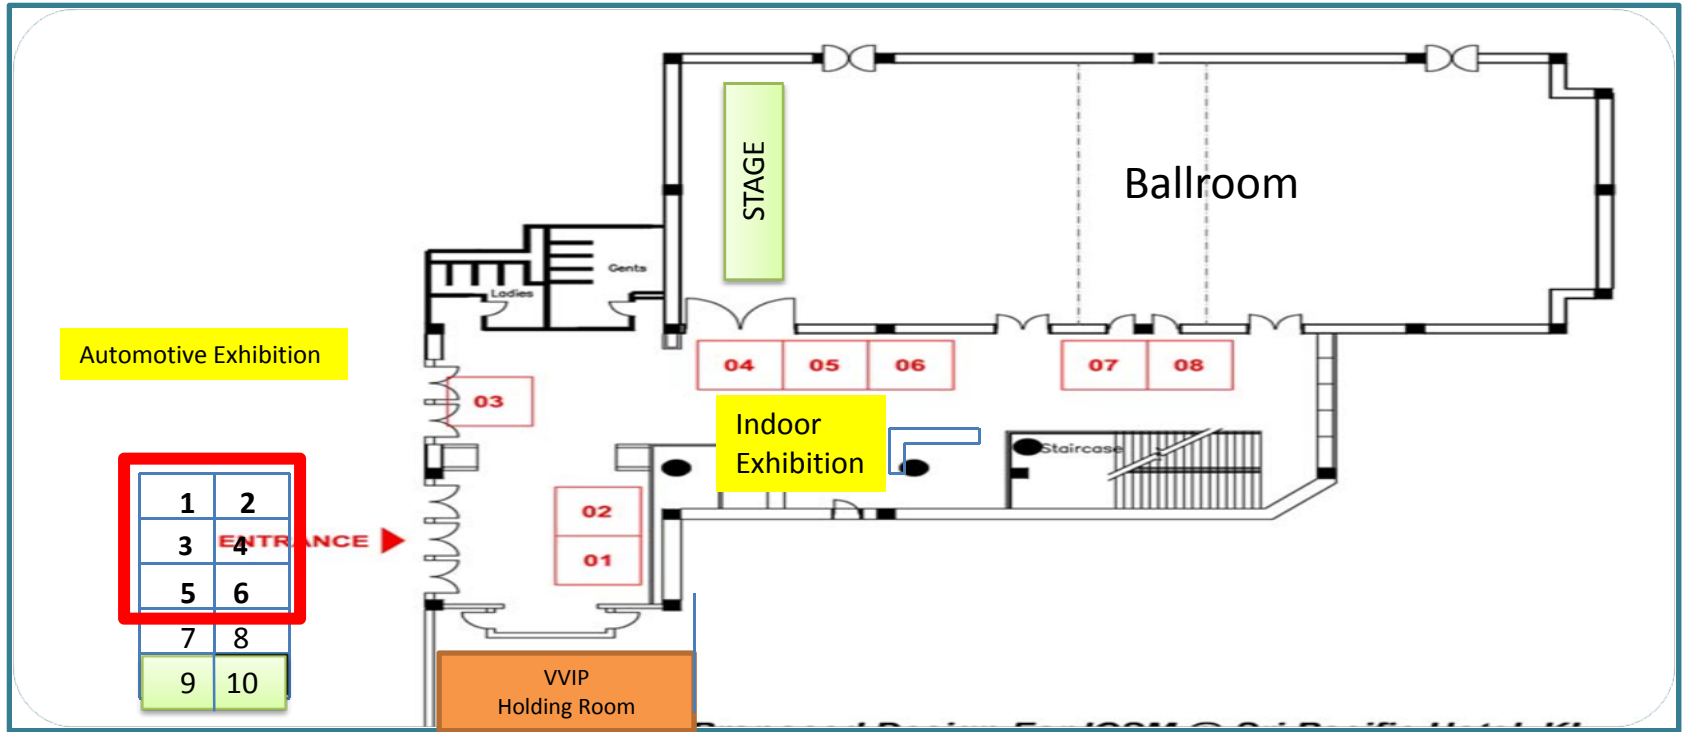 STAGE
Ballroom
Gents
Ladies
Automotive Exhibition
04 05 06 07 08
03
Indoor
Exhibition
Staircase
1 2
3 4
ENTRANCE
5 6
02
01
7 8
9 10
VVIP
Holding Room